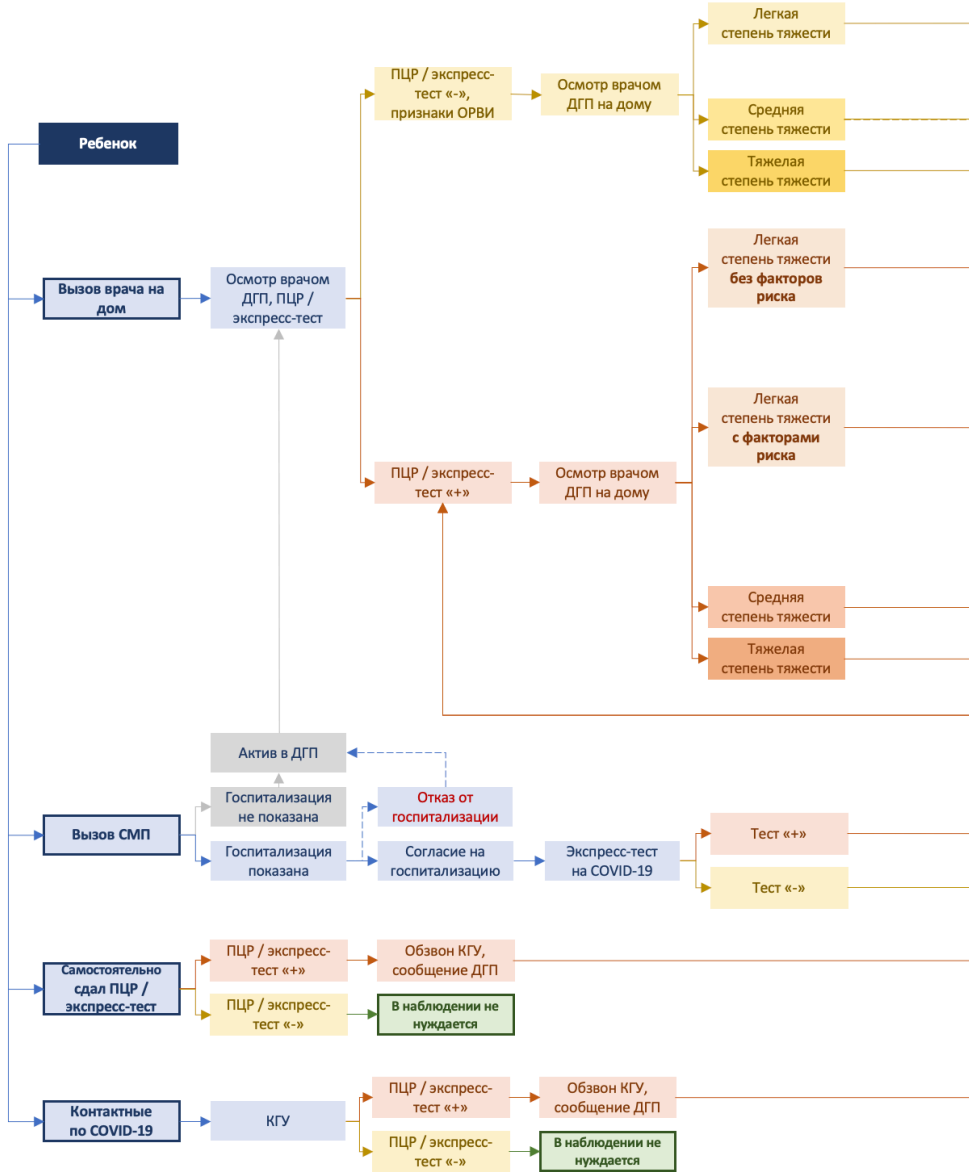 Ребенок
Вызов врача на
дом
Осмотр врачом
ДГП, ПЦР /
экспресс-тест
ПЦР / экспресс-
тест «-»,
признаки ОРВИ
Осмотр врачом
ДГП на дому
Легкая
степень тяжести
Средняя
степень тяжести
Тяжелая
степень тяжести
ПЦР / экспресс-
тест «+»
Осмотр врачом
ДГП на дому
Легкая
степень тяжести
без факторов
риска
Легкая
степень тяжести
с факторами
риска
Средняя
степень тяжести
Тяжелая
степень тяжести
Вызов СМП
Актив в ДГП
Госпитализация
не показана
Госпитализация
показана
Отказ от
госпитализации
Согласие на
госпитализацию
Экспресс-тест
на COVID-19
Тест «+»
Тест «-»
Самостоятельно
сдал ПЦР /
экспресс-тест
ПЦР / экспресс-
тест «+»
Обзвон КГУ,
сообщение ДГП
ПЦР / экспресс-
тест «-»
В наблюдении не
нуждается
Контактные
по COVID-19
КГУ
ПЦР / экспресс-
тест «+»
Обзвон КГУ,
сообщение ДГП
ПЦР / экспресс-
тест «-»
В наблюдении не
нуждается